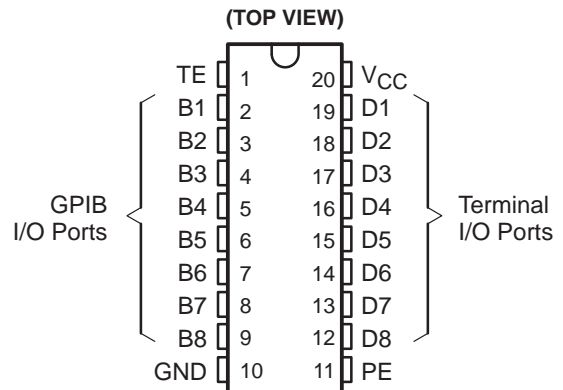 (TOP VIEW)
TE 1 20 VCC
B1 2 19 D1
B2 3 18 D2
B3 4 17 D3
B4 5 16 D4
B5 6 15 D5
B6 7 14 D6
B7 8 13 D7
B8 9 12 D8
GND 10 11 PE
GPIB
I/O Ports
Terminal
I/O Ports